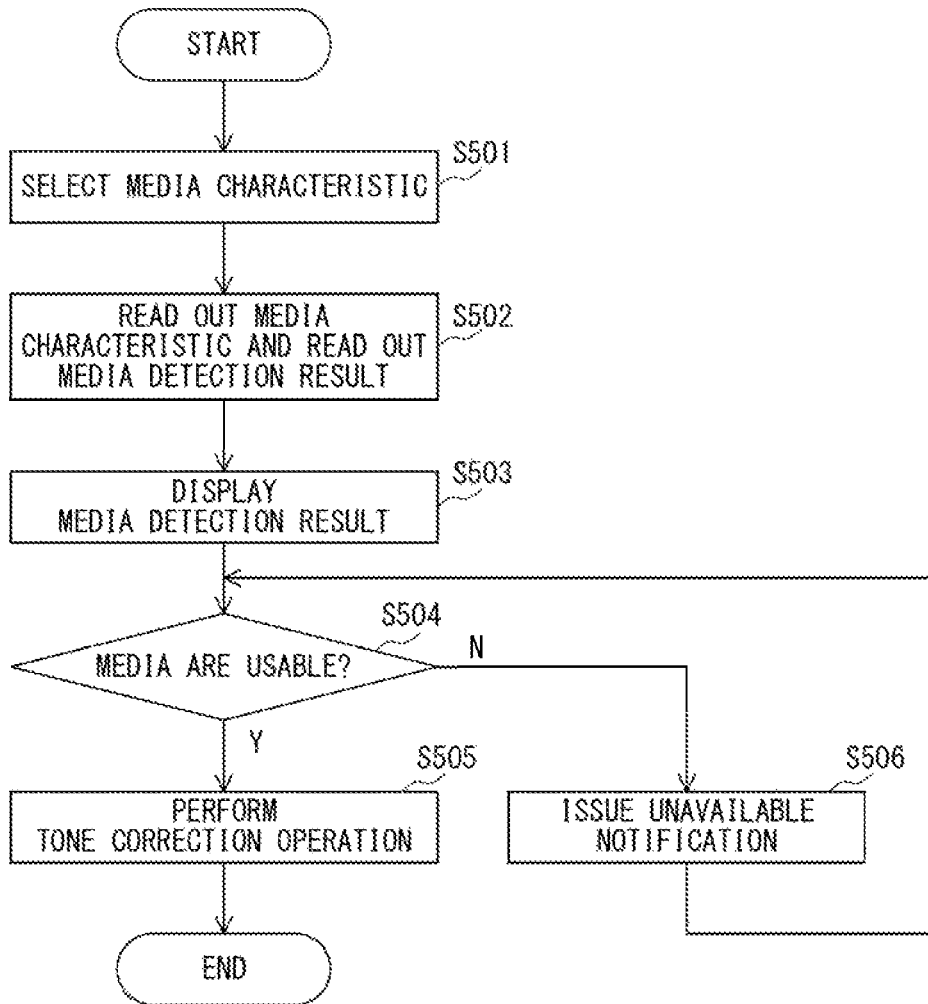 START
S501
SELECT MEDIA CHARACTERISTIC
S502
READ OUT MEDIA
CHARACTERISTIC AND READ OUT
MEDIA DETECTION RESULT
S503
DISPLAY
MEDIA DETECTION RESULT
S504
MEDIA ARE USABLE?
N
Y
S505
PERFORM
TONE CORRECTION OPERATION
S506
ISSUE UNAVAILABLE
NOTIFICATION
END